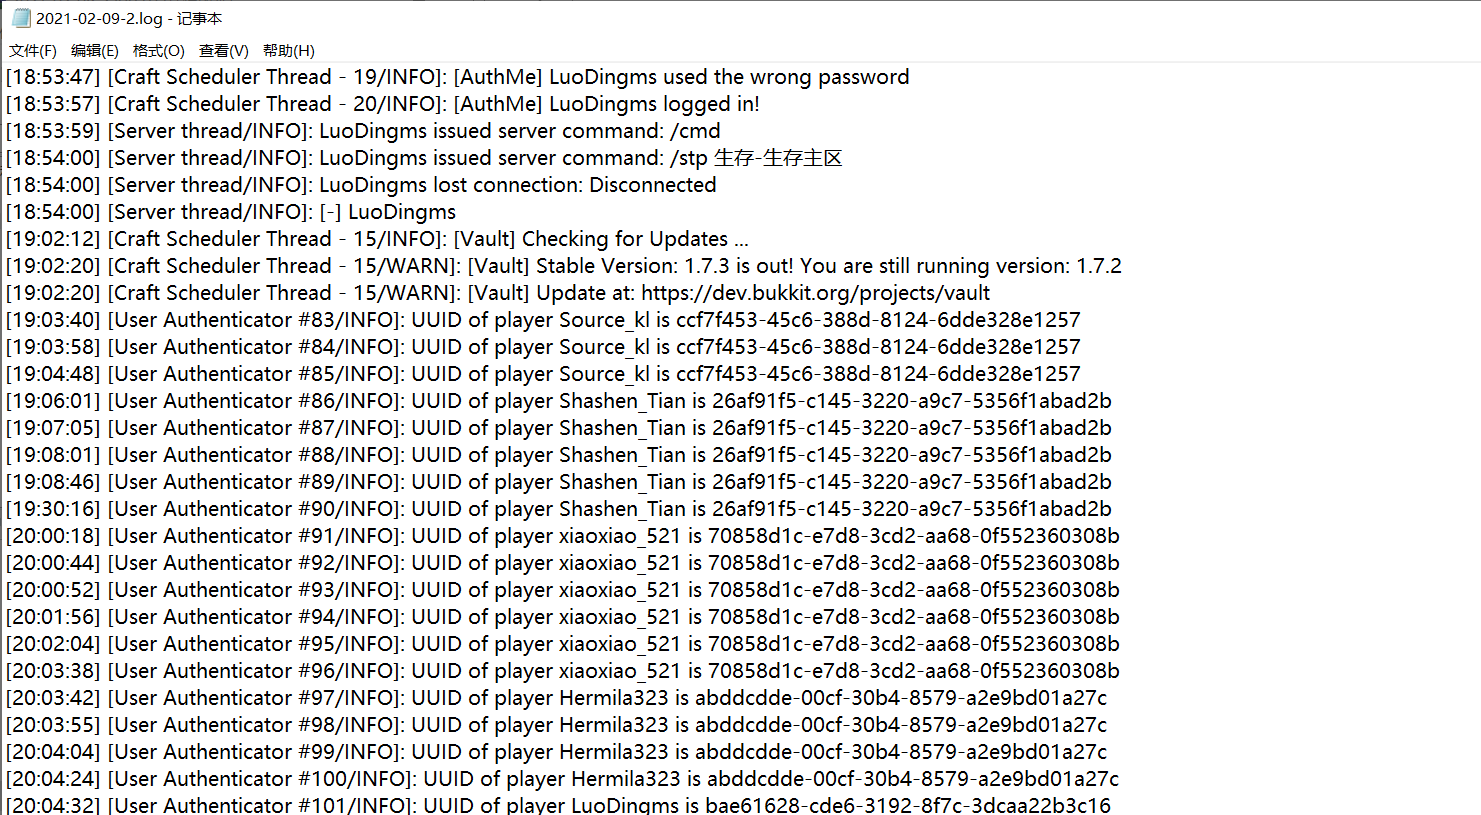 2021-02-09-2.log - 记事本
文件(F) 编辑(E) 格式(O) 查看(V) 帮助(H)
[18:53:47] [Craft Scheduler Thread - 19/INFO]: [AuthMe] LuoDingms used the wrong password
[18:53:57] [Craft Scheduler Thread - 20/INFO]: [AuthMe] LuoDingms logged in!
[18:53:59] [Server thread/INFO]: LuoDingms issued server command: /cmd
[18:54:00] [Server thread/INFO]: LuoDingms issued server command: /stp 生存-生存主区
[18:54:00] [Server thread/INFO]: LuoDingms lost connection: Disconnected
[18:54:00] [Server thread/INFO]: [-] LuoDingms
[19:02:12] [Craft Scheduler Thread - 15/INFO]: [Vault] Checking for Updates ...
[19:02:20] [Craft Scheduler Thread - 15/WARN]: [Vault] Stable Version: 1.7.3 is out! You are still running version: 1.7.2
[19:02:20] [Craft Scheduler Thread - 15/WARN]: [Vault] Update at: https://dev.bukkit.org/projects/vault
[19:03:40] [User Authenticator #83/INFO]: UUID of player Source_kl is ccf7f453-45c6-388d-8124-6dde328e1257
[19:03:58] [User Authenticator #84/INFO]: UUID of player Source_kl is ccf7f453-45c6-388d-8124-6dde328e1257
[19:04:48] [User Authenticator #85/INFO]: UUID of player Source_kl is ccf7f453-45c6-388d-8124-6dde328e1257
[19:06:01] [User Authenticator #86/INFO]: UUID of player Shashen_Tian is 26af91f5-c145-3220-a9c7-5356f1abad2b
[19:07:05] [User Authenticator #87/INFO]: UUID of player Shashen_Tian is 26af91f5-c145-3220-a9c7-5356f1abad2b
[19:08:01] [User Authenticator #88/INFO]: UUID of player Shashen_Tian is 26af91f5-c145-3220-a9c7-5356f1abad2b
[19:08:46] [User Authenticator #89/INFO]: UUID of player Shashen_Tian is 26af91f5-c145-3220-a9c7-5356f1abad2b
[19:30:16] [User Authenticator #90/INFO]: UUID of player Shashen_Tian is 26af91f5-c145-3220-a9c7-5356f1abad2b
[20:00:18] [User Authenticator #91/INFO]: UUID of player xiaoxiao_521 is 70858d1c-e7d8-3cd2-aa68-0f552360308b
[20:00:44] [User Authenticator #92/INFO]: UUID of player xiaoxiao_521 is 70858d1c-e7d8-3cd2-aa68-0f552360308b
[20:00:52] [User Authenticator #93/INFO]: UUID of player xiaoxiao_521 is 70858d1c-e7d8-3cd2-aa68-0f552360308b
[20:01:56] [User Authenticator #94/INFO]: UUID of player xiaoxiao_521 is 70858d1c-e7d8-3cd2-aa68-0f552360308b
[20:02:04] [User Authenticator #95/INFO]: UUID of player xiaoxiao_521 is 70858d1c-e7d8-3cd2-aa68-0f552360308b
[20:03:38] [User Authenticator #96/INFO]: UUID of player xiaoxiao_521 is 70858d1c-e7d8-3cd2-aa68-0f552360308b
[20:03:42] [User Authenticator #97/INFO]: UUID of player Hermila323 is abddcdde-00cf-30b4-8579-a2e9bd01a27c
[20:03:55] [User Authenticator #98/INFO]: UUID of player Hermila323 is abddcdde-00cf-30b4-8579-a2e9bd01a27c
[20:04:04] [User Authenticator #99/INFO]: UUID of player Hermila323 is abddcdde-00cf-30b4-8579-a2e9bd01a27c
[20:04:24] [User Authenticator #100/INFO]: UUID of player Hermila323 is abddcdde-00cf-30b4-8579-a2e9bd01a27c
[20:04:32] [User Authenticator #101/INFO]: UUID of player LuoDingms is bae61628-cde6-3192-8f7c-3dcaa22b3c16